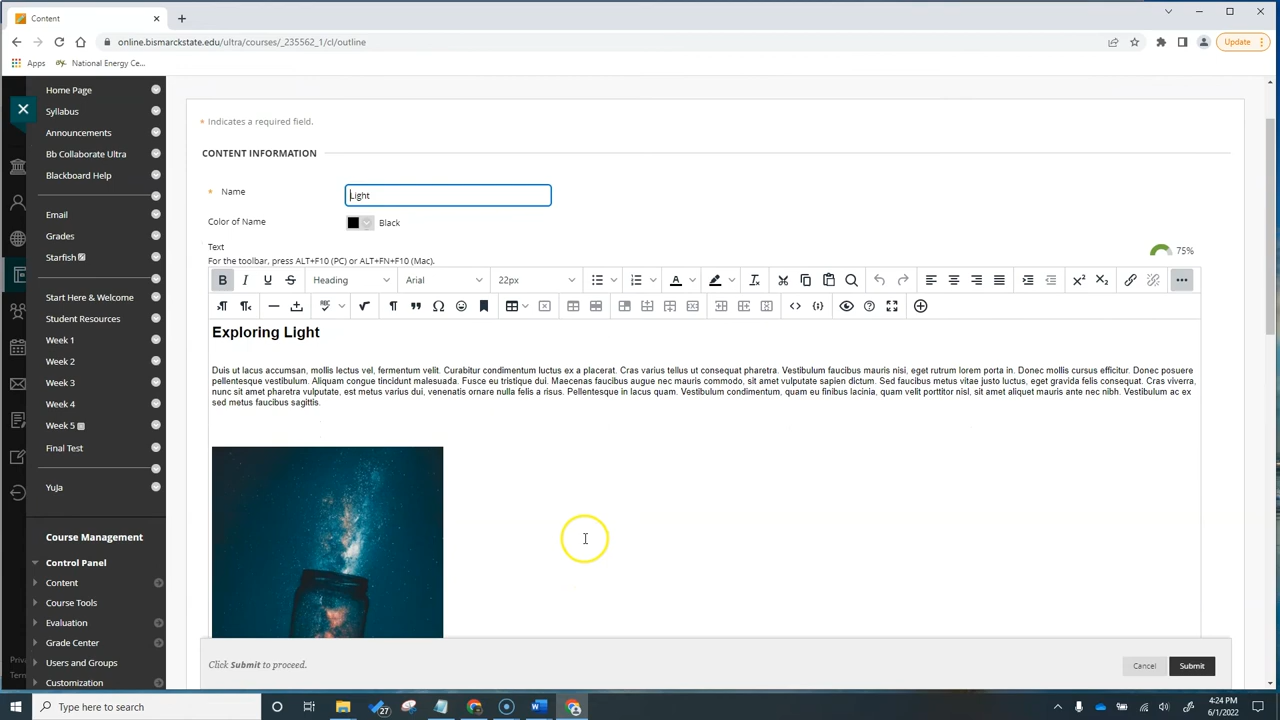 Content
online.bismarckstate.edu/ultra/courses/_235562_1/cl/outline
Update
Apps
National Energy Ce...
Home Page
Syllabus
Announcements
Bb Collaborate Ultra
Blackboard Help
Email
Grades
Starfish
Start Here & Welcome
Student Resources
Week 1
Week 2
Week 3
Week 4
Week 5
Final Test
YuJa
Course Management
Control Panel
Content
Course Tools
Evaluation
Grade Center
Users and Groups
Customization
Priva
Term
* Indicates a required field.
CONTENT INFORMATION
* Name
Light
Color of Name
Black
Text
For the toolbar, press ALT+F10 (PC) or ALT+FN+F10 (Mac).
75%
Heading
Arial
22px
Exploring Light
Duis ut lacus accumsan, mollis lectus vel, fermentum velit. Curabitur condimentum luctus ex a placerat. Cras varius tellus ut consequat pharetra. Vestibulum faucibus mauris nisi, eget rutrum lorem porta in. Donec mollis cursus efficitur. Donec posuere
pellentesque vestibulum. Aliquam congue tincidunt malesuada. Fusce eu tristique dui. Maecenas faucibus augue nec mauris commodo, sit amet vulputate sapien dictum. Sed faucibus metus vitae justo luctus, eget gravida felis consequat. Cras viverra,
nunc sit amet pharetra vulputate, est metus varius dui, venenatis ornare nulla felis a risus. Pellentesque in lacus quam. Vestibulum condimentum, quam eu finibus lacinia, quam velit porttitor nisl, sit amet aliquet mauris ante nec nibh. Vestibulum ac ex
sed metus faucibus sagittis.
Click Submit to proceed.
Cancel
Submit
Type here to search
27
4:24 PM
6/1/2022